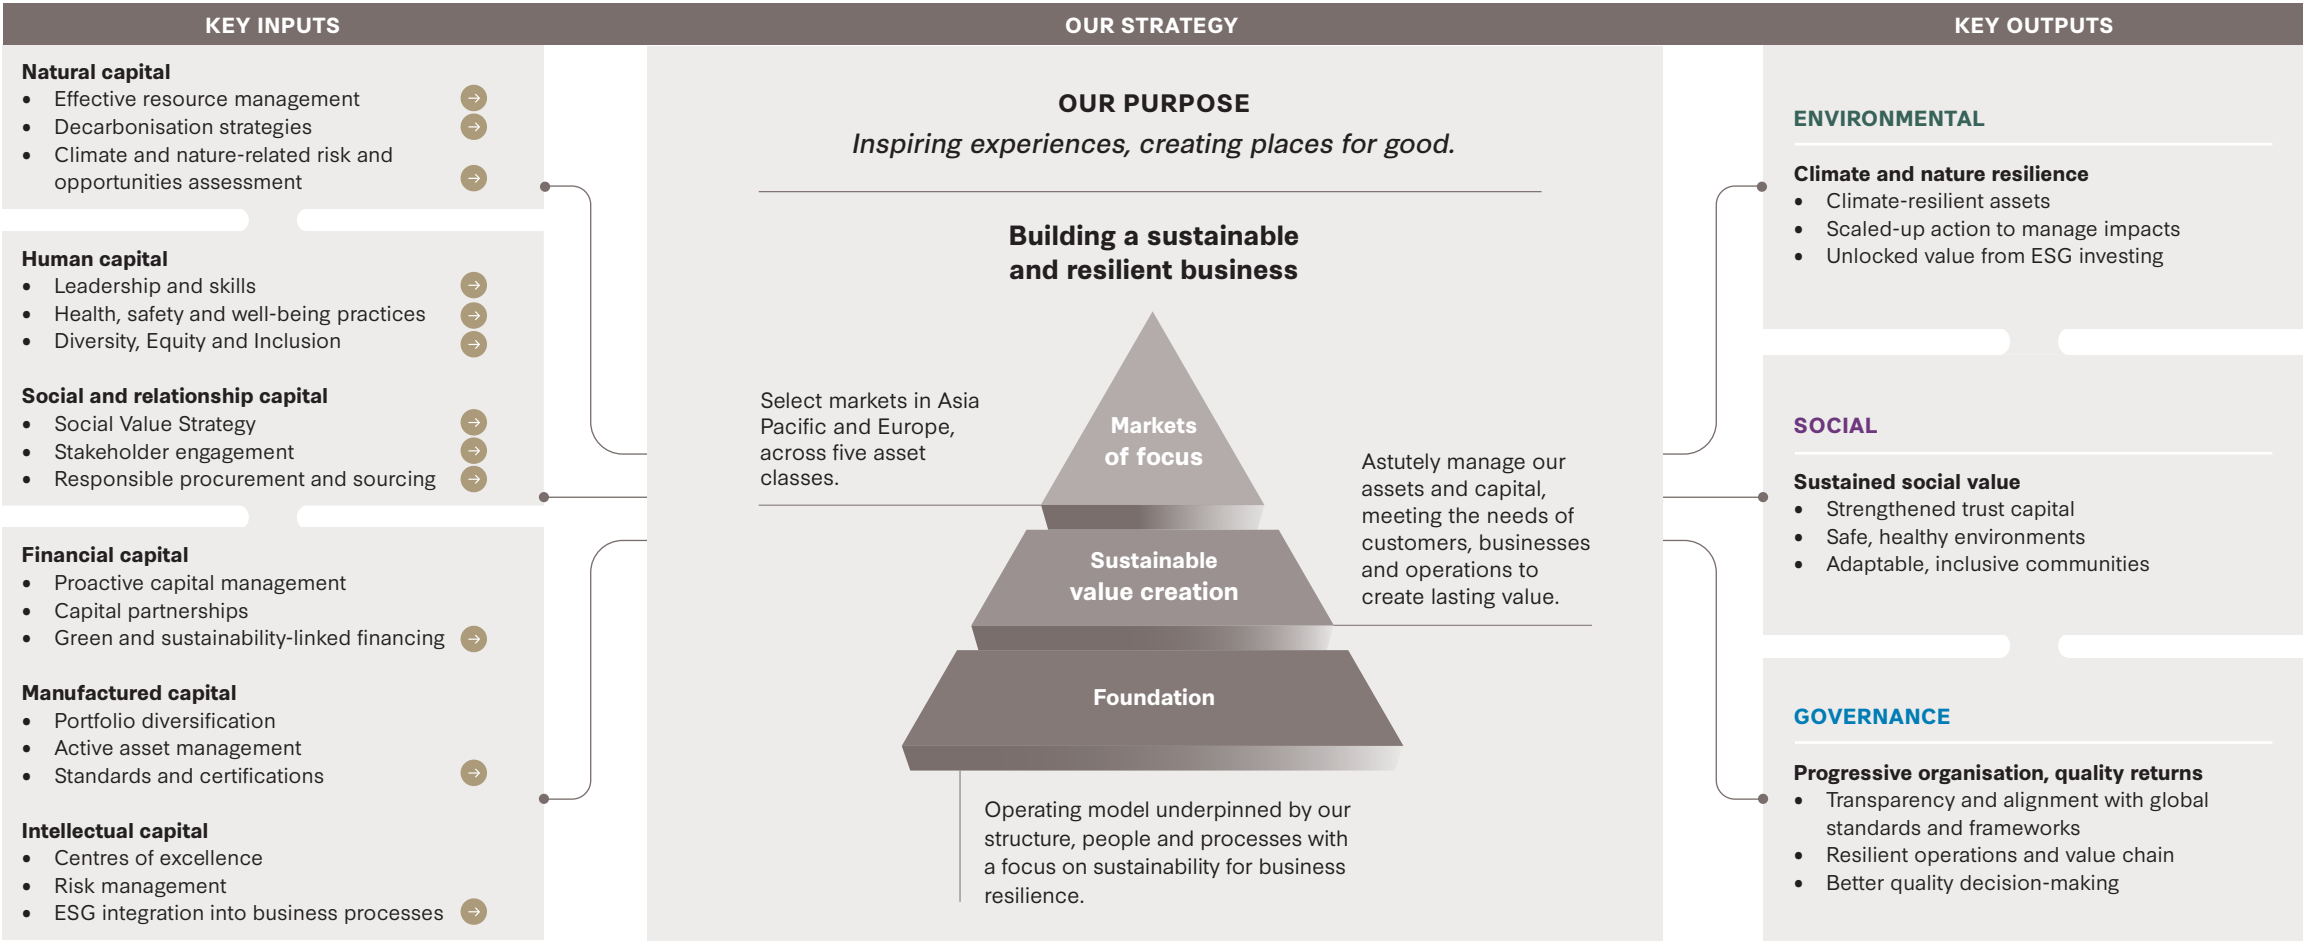 KEY INPUTS
OUR STRATEGY
KEY OUTPUTS
Natural capital
• Effective resource management
• Decarbonisation strategies
• Climate and nature-related risk and
opportunities assessment
Human capital
• Leadership and skills
• Health, safety and well-being practices
• Diversity, Equity and Inclusion
Social and relationship capital
• Social Value Strategy
• Stakeholder engagement
• Responsible procurement and sourcing
Financial capital
• Proactive capital management
• Capital partnerships
• Green and sustainability-linked financing
Manufactured capital
• Portfolio diversification
• Active asset management
• Standards and certifications
Intellectual capital
• Centres of excellence
• Risk management
• ESG integration into business processes
OUR PURPOSE
Inspiring experiences, creating places for good.
Building a sustainable
and resilient business
Select markets in Asia
Pacific and Europe,
across five asset
classes.
Markets
of focus
Astutely manage our
assets and capital,
meeting the needs of
customers, businesses
and operations to
create lasting value.
Sustainable
value creation
Foundation
Operating model underpinned by our
structure, people and processes with
a focus on sustainability for business
resilience.
ENVIRONMENTAL
Climate and nature resilience
• Climate-resilient assets
• Scaled-up action to manage impacts
• Unlocked value from ESG investing
SOCIAL
Sustained social value
• Strengthened trust capital
• Safe, healthy environments
• Adaptable, inclusive communities
GOVERNANCE
Progressive organisation, quality returns
• Transparency and alignment with global
standards and frameworks
• Resilient operations and value chain
• Better quality decision-making